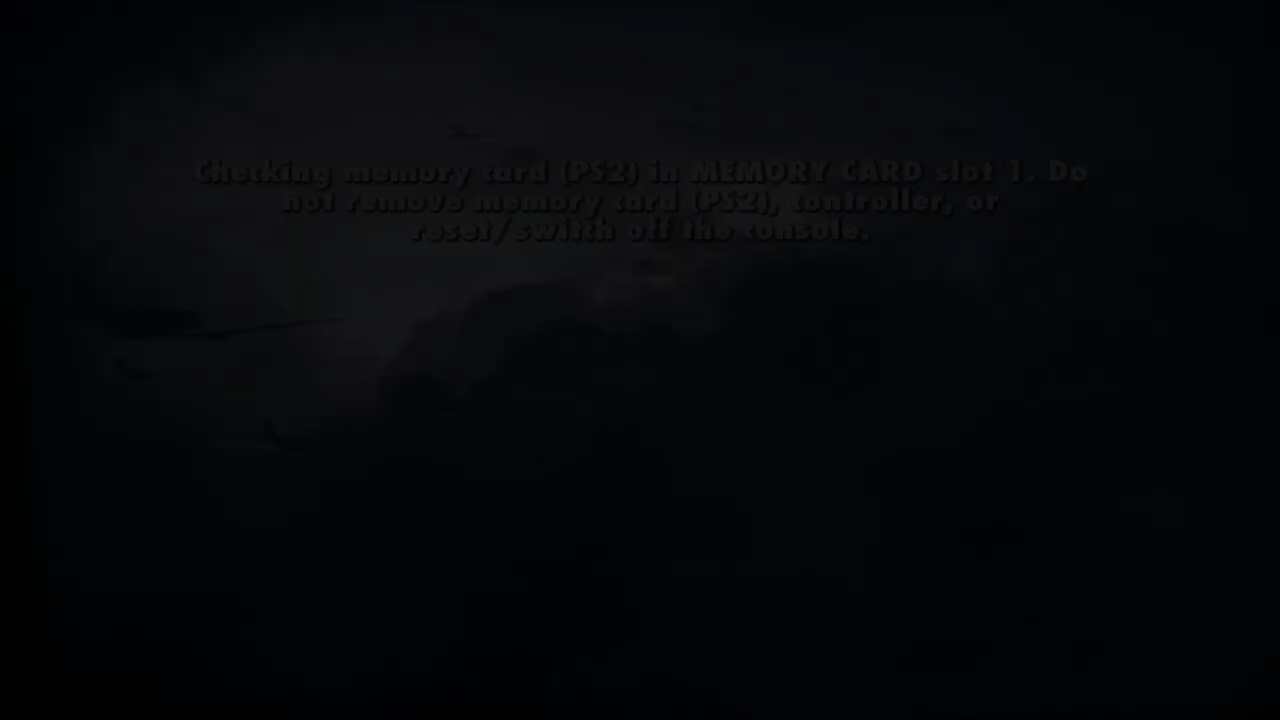 Checking memory card (PS2) in MEMORY CARD slot 1. Do
not remove memory card (PS2), controller, or
reset/switch off the console.